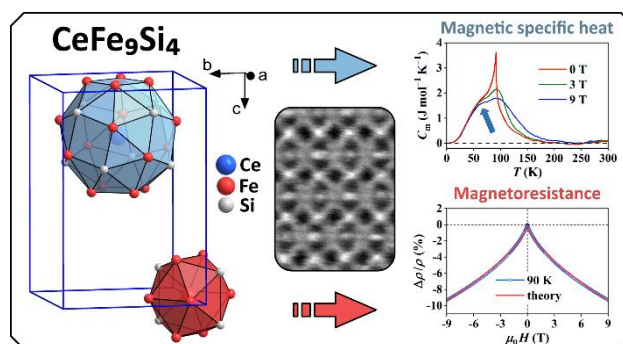 CeFe₉Si₄
b
a
c
Ce
Fe
Si
Magnetic specific heat
Cₘ (J mol⁻¹ K⁻¹)
4
3
2
1
0
0 T
3 T
9 T
0 50 100 150 200 250 300
T (K)
Magnetoresistance
Δρ/ρ (%)
2
0
-2
-4
-6
-8
-10
90 K
theory
-9 -6 -3 0 3 6 9
μ₀H (T)